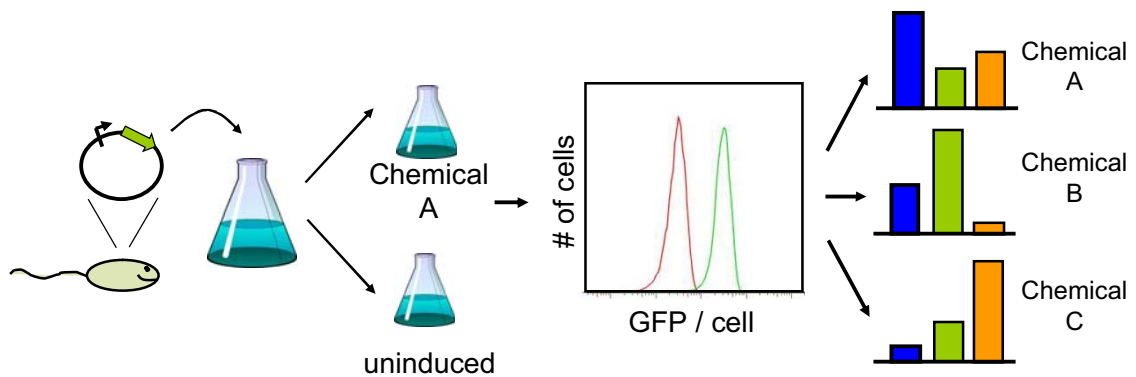 Chemical
A
uninduced
# of cells
GFP / cell
Chemical
A
Chemical
B
Chemical
C